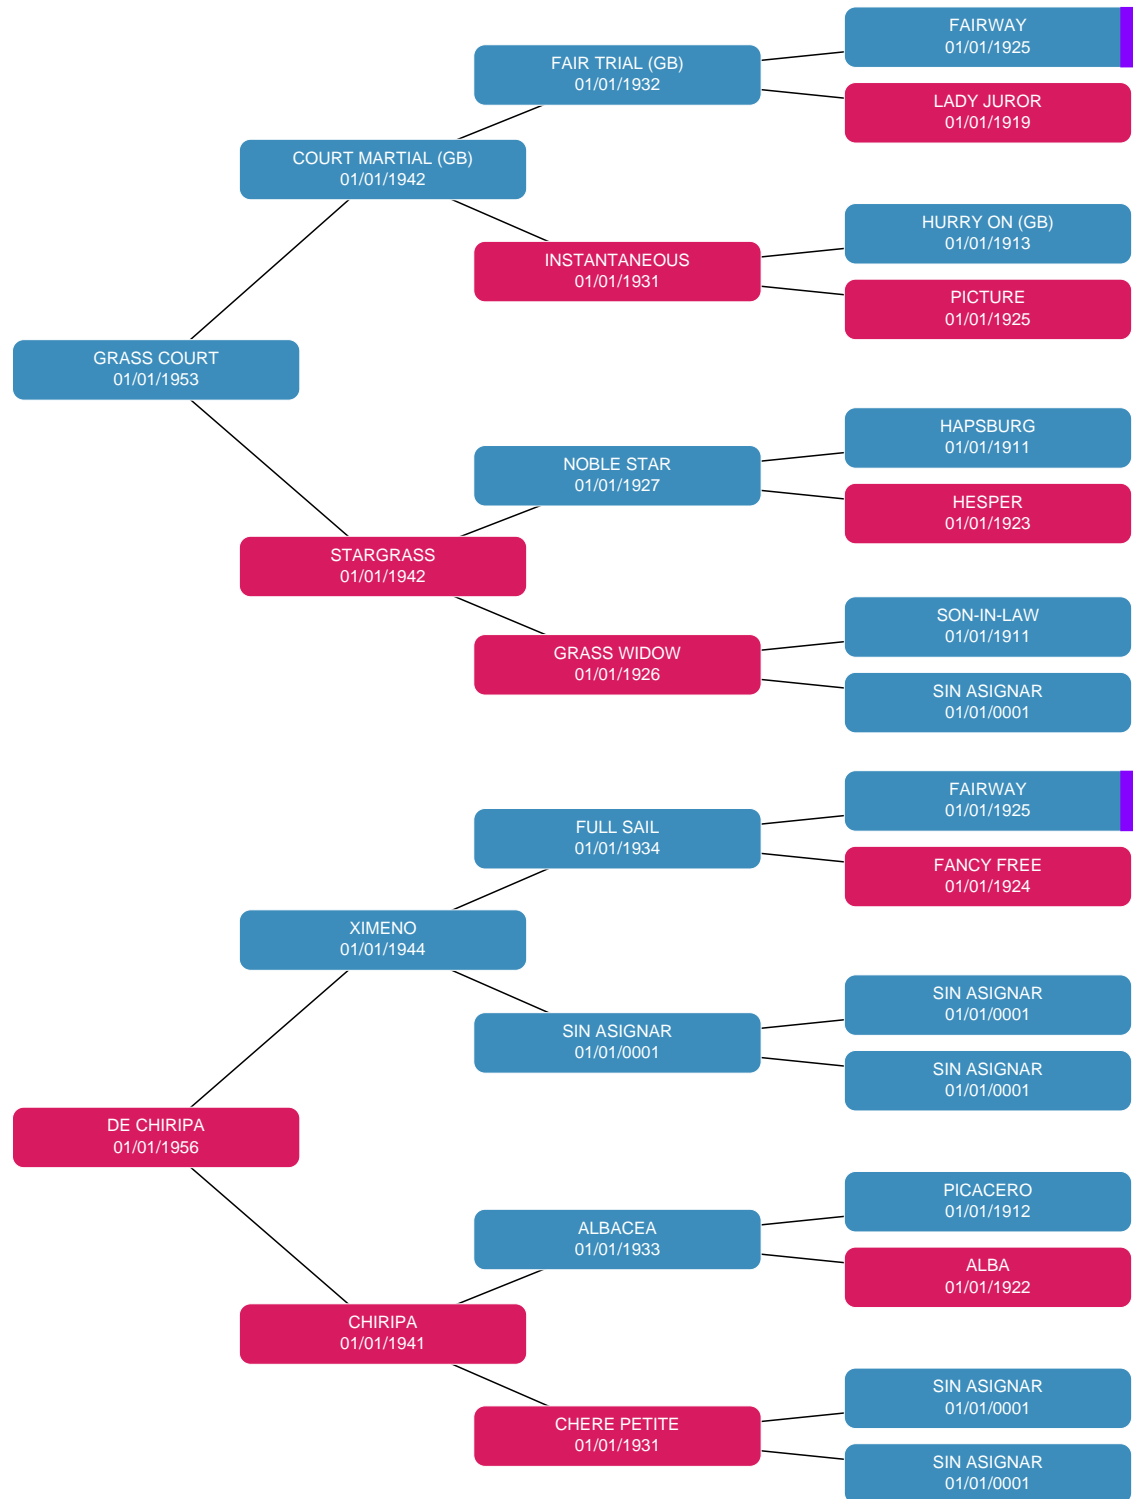 FAIRWAY
01/01/1925
FAIR TRIAL (GB)
01/01/1932
LADY JUROR
01/01/1919
COURT MARTIAL (GB)
01/01/1942
HURRY ON (GB)
01/01/1913
INSTANTANEOUS
01/01/1931
PICTURE
01/01/1925
GRASS COURT
01/01/1953
HAPSBURG
01/01/1911
NOBLE STAR
01/01/1927
HESPER
01/01/1923
STARGRASS
01/01/1942
SON-IN-LAW
01/01/1911
GRASS WIDOW
01/01/1926
SIN ASIGNAR
01/01/0001
FAIRWAY
01/01/1925
FULL SAIL
01/01/1934
FANCY FREE
01/01/1924
XIMENO
01/01/1944
SIN ASIGNAR
01/01/0001
SIN ASIGNAR
01/01/0001
SIN ASIGNAR
01/01/0001
DE CHIRIPA
01/01/1956
PICACERO
01/01/1912
ALBACEA
01/01/1933
ALBA
01/01/1922
CHIRIPA
01/01/1941
SIN ASIGNAR
01/01/0001
CHERE PETITE
01/01/1931
SIN ASIGNAR
01/01/0001